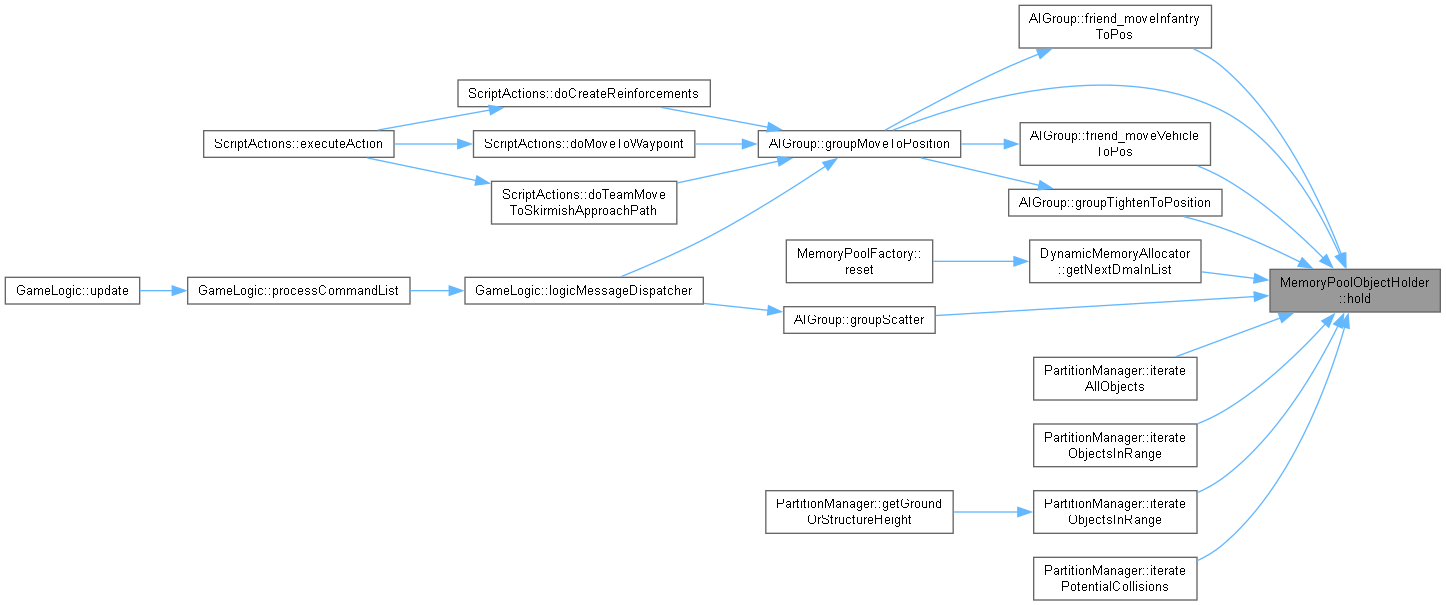 AIGroup::friend_moveInfantry
ToPos
ScriptActions::doCreateReinforcements
ScriptActions::executeAction
ScriptActions::doMoveToWaypoint
AIGroup::groupMoveToPosition
AIGroup::friend_moveVehicle
ToPos
ScriptActions::doTeamMove
ToSkirmishApproachPath
AIGroup::groupTightenToPosition
MemoryPoolFactory::
reset
DynamicMemoryAllocator
::getNextDmaInList
GameLogic::update
GameLogic::processCommandList
GameLogic::logicMessageDispatcher
MemoryPoolObjectHolder
::hold
AIGroup::groupScatter
PartitionManager::iterate
AllObjects
PartitionManager::iterate
ObjectsInRange
PartitionManager::getGround
OrStructureHeight
PartitionManager::iterate
ObjectsInRange
PartitionManager::iterate
PotentialCollisions